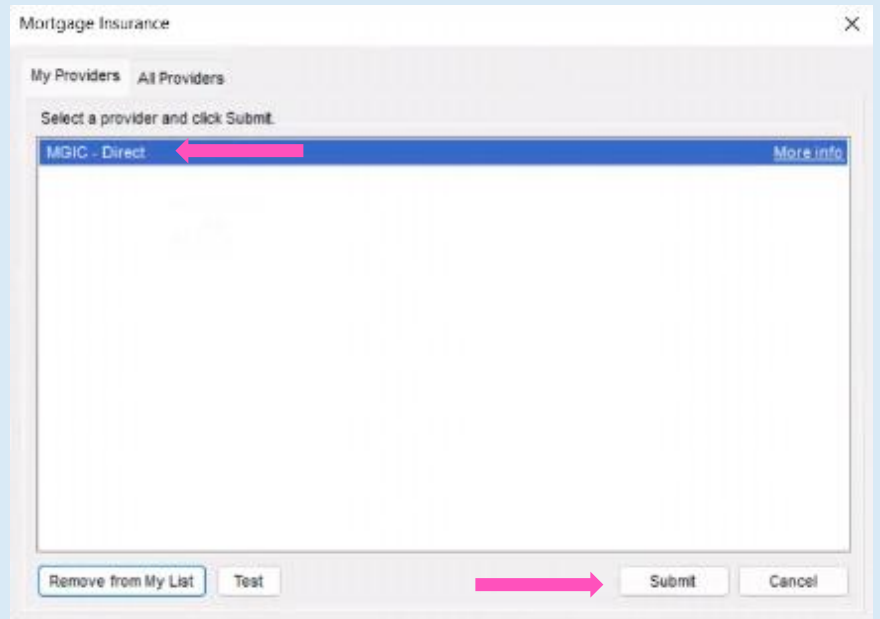 Mortgage Insurance
My Providers All Providers
Select a provider and click Submit.
MGIC - Direct More info
Remove from My List Test Submit Cancel